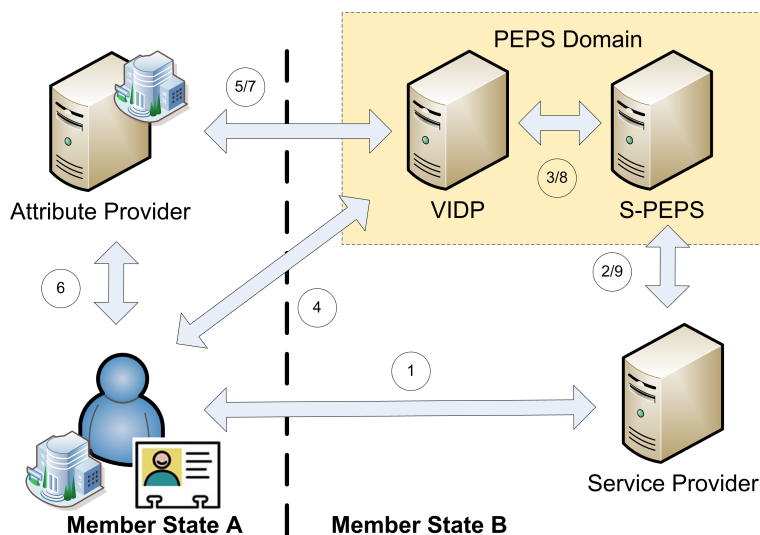 PEPS Domain
5/7
3/8
Attribute Provider
VIDP
S-PEPS
2/9
6
4
1
Service Provider
Member State A
Member State B